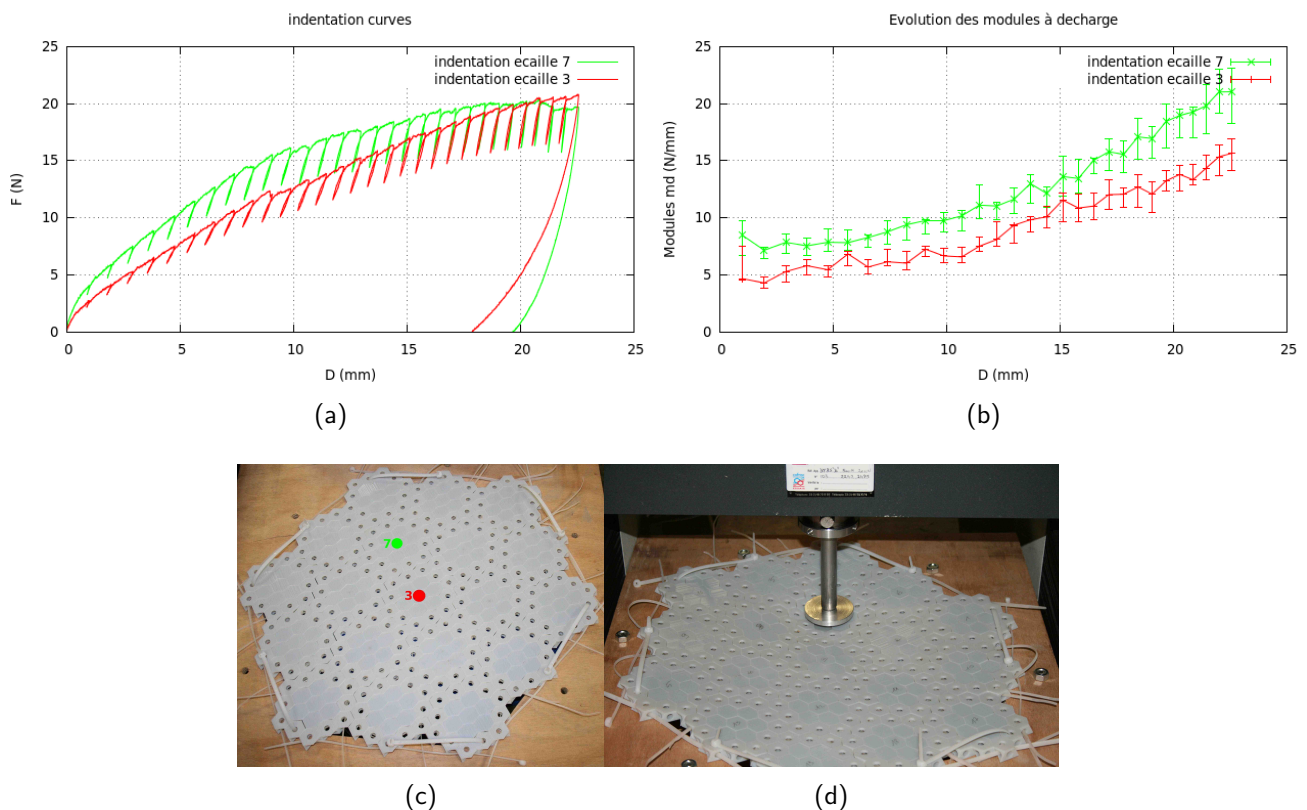 indentation curves
25
20
15
10
5
0
0 5 10 15 20 25
F (N)
D (mm)
indentation ecaille 7
indentation ecaille 3
(a)
Evolution des modules à decharge
25
20
15
10
5
0
0 5 10 15 20 25
Modules md (N/mm)
D (mm)
indentation ecaille 7
indentation ecaille 3
(b)
7
3
(c)
(d)